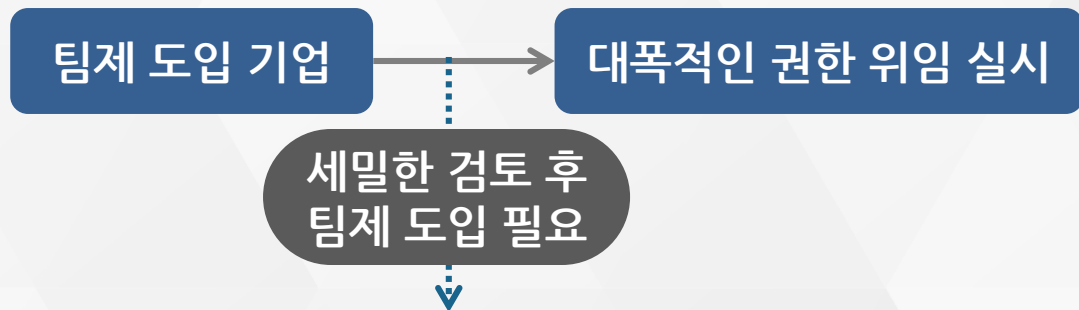 팀제 도입 기업
대폭적인 권한 위임 실시
세밀한 검토 후
팀제 도입 필요